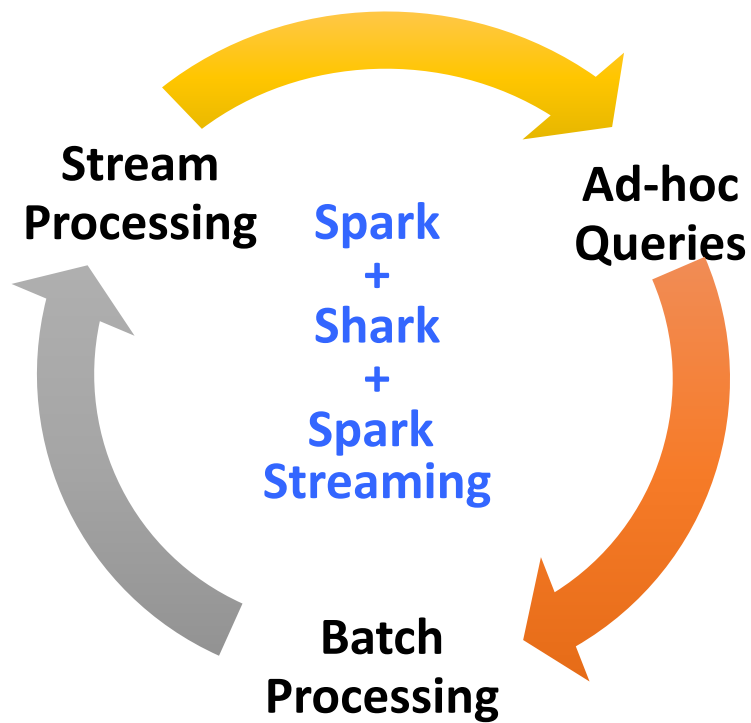 Stream
Processing
Ad-hoc
Queries
Spark
+
Shark
+
Spark
Streaming
Batch
Processing